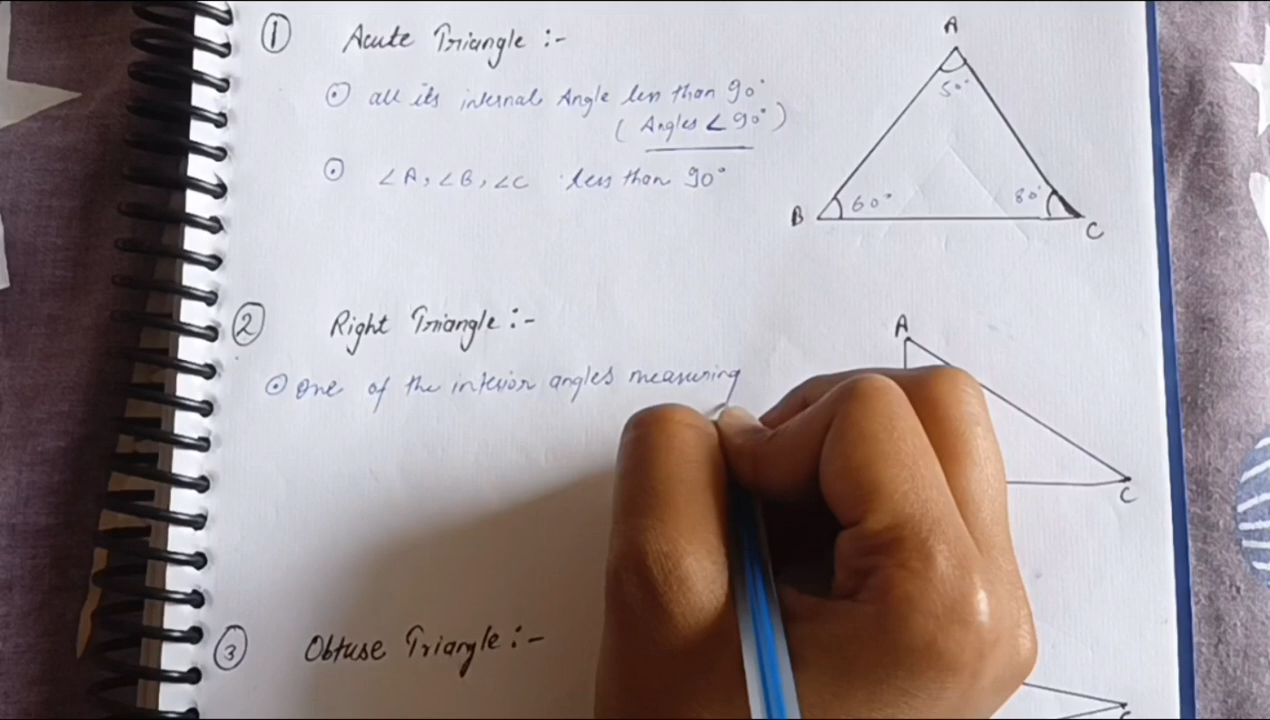 ① Acute Triangle :-
⊙ all its internal Angle less than 90°
( Angles ∠ 90° )
⊙ ∠A, ∠B, ∠C less than 90°
A
50°
B 60° 80° C
② Right Triangle :-
⊙ One of the interior angles measuring
A
C
③ Obtuse Triangle :-